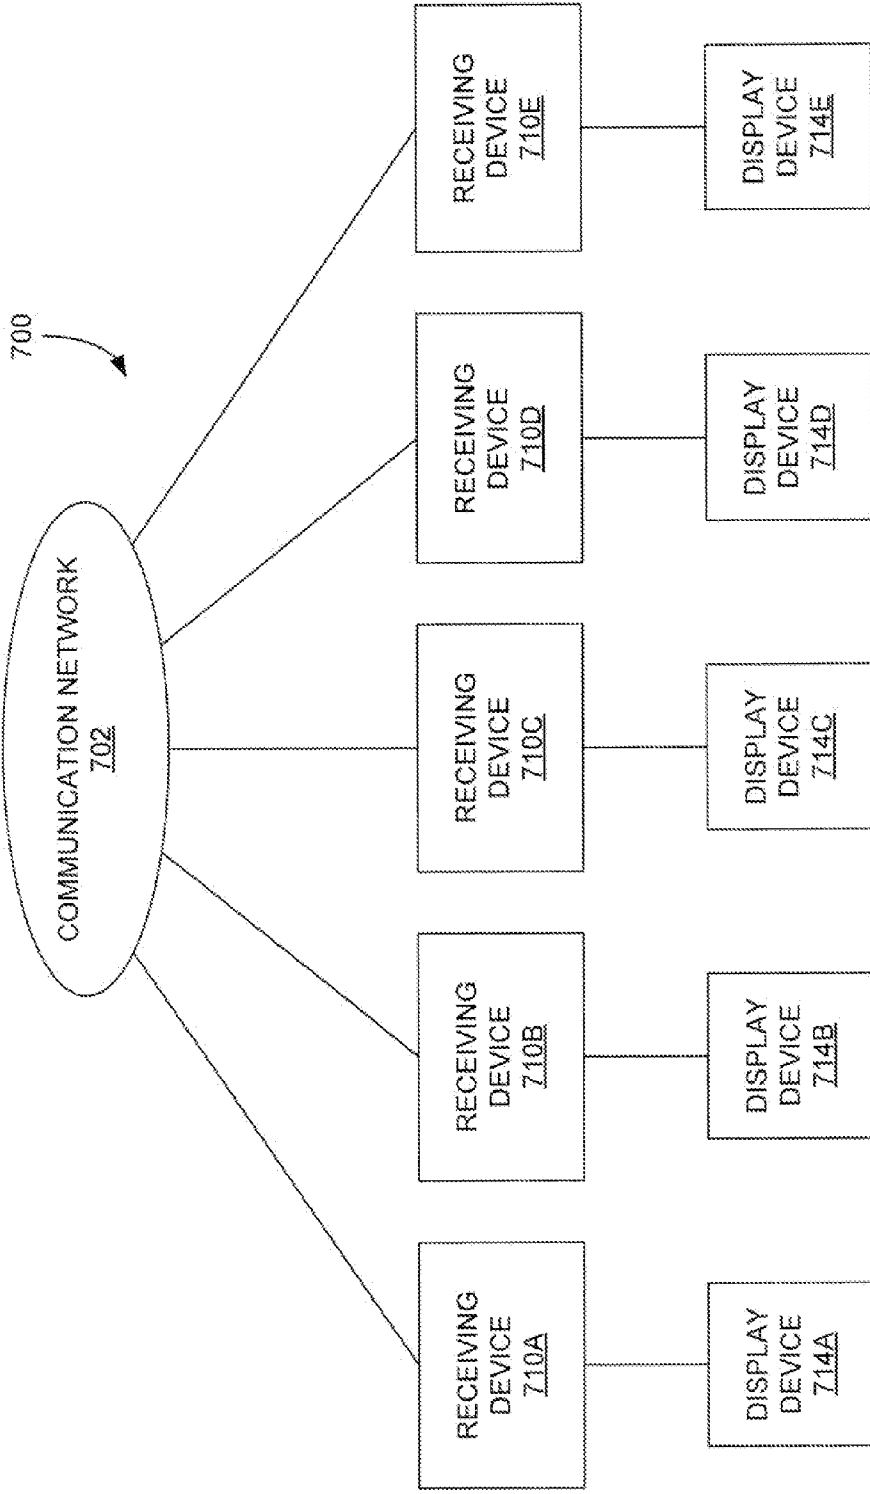 700
COMMUNICATION NETWORK
702
RECEIVING
DEVICE
710A
RECEIVING
DEVICE
710B
RECEIVING
DEVICE
710C
RECEIVING
DEVICE
710D
RECEIVING
DEVICE
710E
DISPLAY
DEVICE
714A
DISPLAY
DEVICE
714B
DISPLAY
DEVICE
714C
DISPLAY
DEVICE
714D
DISPLAY
DEVICE
714E